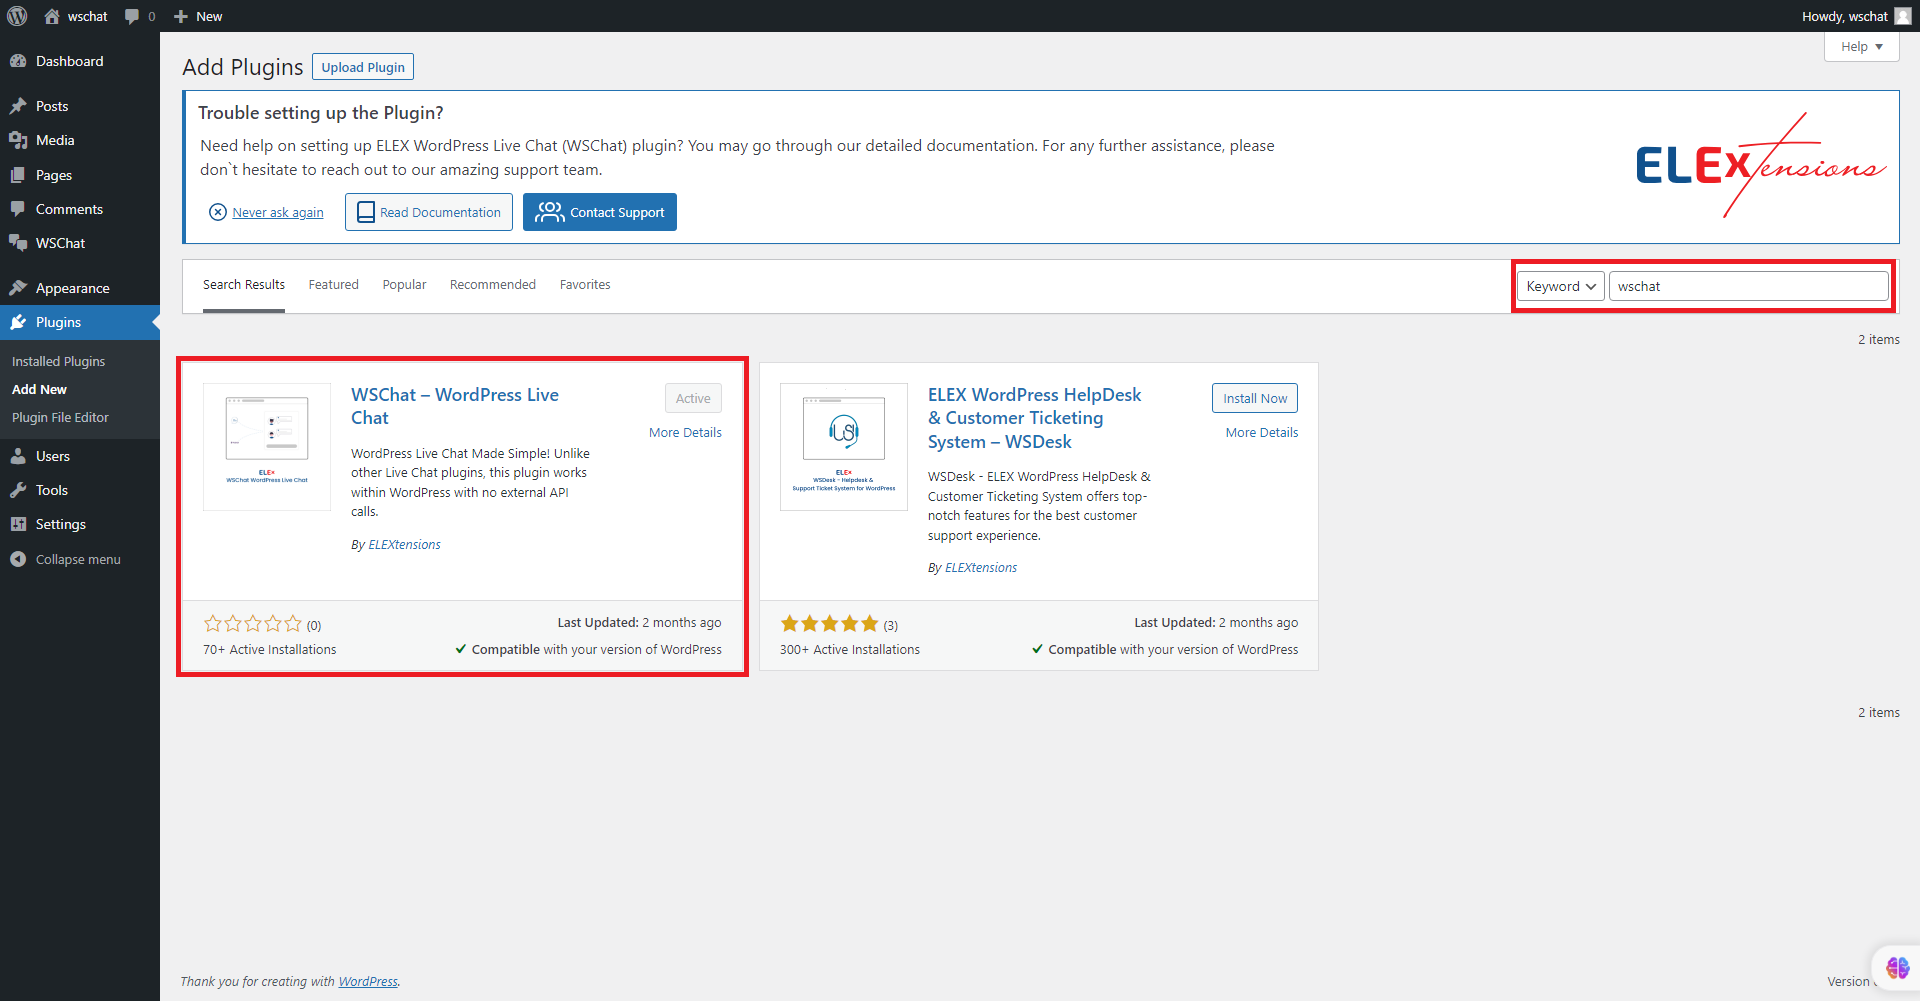 wschat
0
New
Howdy, wschat
Help
Dashboard
Posts
Media
Pages
Comments
WSChat
Appearance
Plugins
Installed Plugins
Add New
Plugin File Editor
Users
Tools
Settings
Collapse menu
Add Plugins
Upload Plugin
Trouble setting up the Plugin?
Need help on setting up ELEX WordPress Live Chat (WSChat) plugin? You may go through our detailed documentation. For any further assistance, please
don`t hesitate to reach out to our amazing support team.
Never ask again
Read Documentation
Contact Support
ELEXtensions
Search Results
Featured
Popular
Recommended
Favorites
Keyword
wschat
2 items
ELEX
WSChat WordPress Live Chat
WSChat – WordPress Live
Chat
Active
More Details
WordPress Live Chat Made Simple! Unlike
other Live Chat plugins, this plugin works
within WordPress with no external API
calls.
By ELEXtensions
(0)
Last Updated: 2 months ago
70+ Active Installations
Compatible with your version of WordPress
ELEX
WSDesk - Helpdesk &
Support Ticket System for WordPress
ELEX WordPress HelpDesk
& Customer Ticketing
System – WSDesk
Install Now
More Details
WSDesk - ELEX WordPress HelpDesk &
Customer Ticketing System offers top-
notch features for the best customer
support experience.
By ELEXtensions
(3)
Last Updated: 2 months ago
300+ Active Installations
Compatible with your version of WordPress
2 items
Thank you for creating with WordPress.
Version